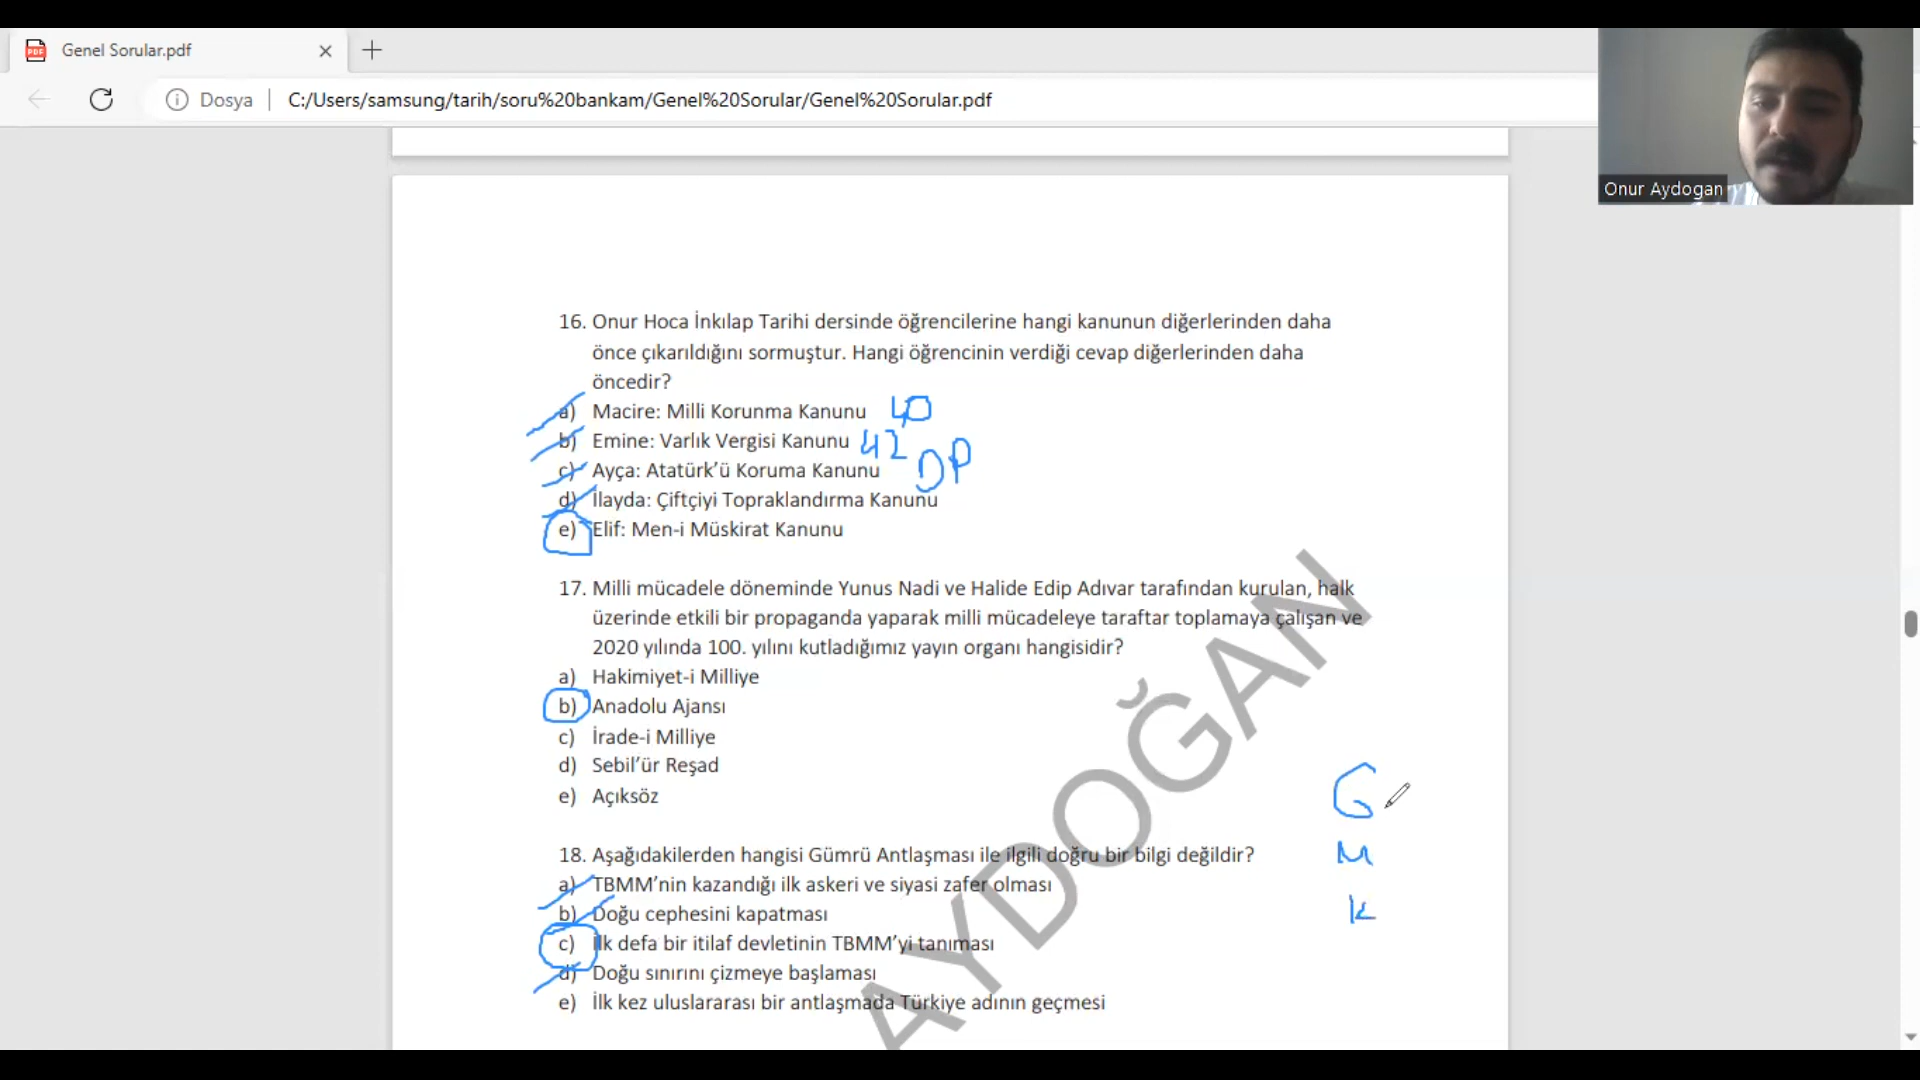 Genel Sorular.pdf
Dosya
C:/Users/samsung/tarih/soru%20bankam/Genel%20Sorular/Genel%20Sorular.pdf
Onur Aydogan
16. Onur Hoca İnkılap Tarihi dersinde öğrencilerine hangi kanunun diğerlerinden daha
önce çıkarıldığını sormuştur. Hangi öğrencinin verdiği cevap diğerlerinden daha
öncedir?
a) Macire: Milli Korunma Kanunu 40
b) Emine: Varlık Vergisi Kanunu 42
c) Ayça: Atatürk'ü Koruma Kanunu DP
d) İlayda: Çiftçiyi Topraklandırma Kanunu
e) Elif: Men-i Müskirat Kanunu
17. Milli mücadele döneminde Yunus Nadi ve Halide Edip Adıvar tarafından kurulan, halk
üzerinde etkili bir propaganda yaparak milli mücadeleye taraftar toplamaya çalışan ve
2020 yılında 100. yılını kutladığımız yayın organı hangisidir?
a) Hakimiyet-i Milliye
b) Anadolu Ajansı
c) İrade-i Milliye
d) Sebil'ür Reşad
e) Açıksöz
G
18. Aşağıdakilerden hangisi Gümrü Antlaşması ile ilgili doğru bir bilgi değildir?
M
a) TBMM'nin kazandığı ilk askeri ve siyasi zafer olması
b) Doğu cephesini kapatması
K
c) İlk defa bir itilaf devletinin TBMM'yi tanıması
d) Doğu sınırını çizmeye başlaması
e) İlk kez uluslararası bir antlaşmada Türkiye adının geçmesi
AYDOĞAN